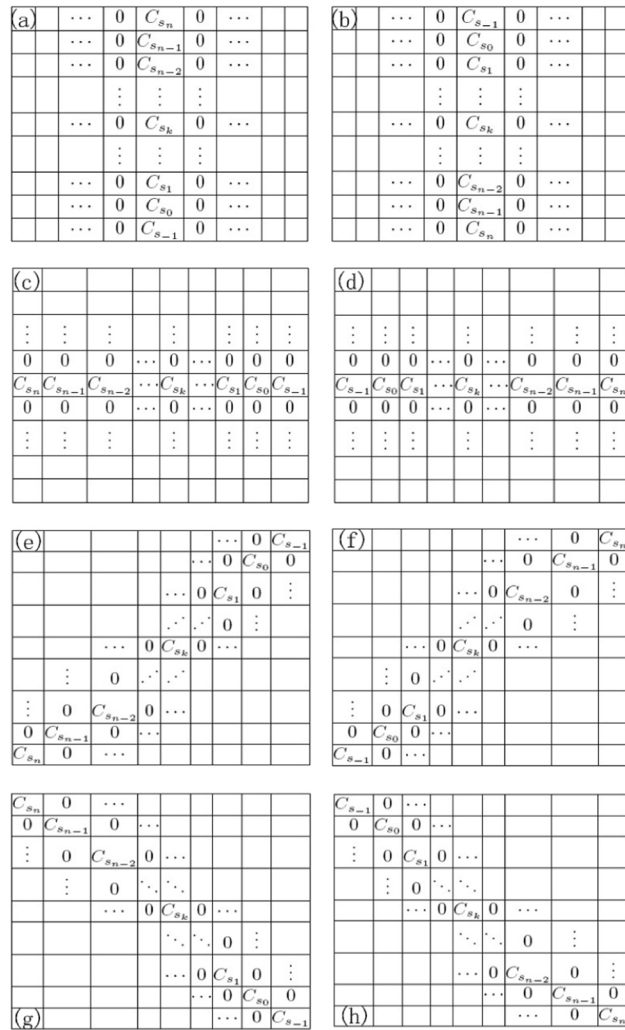 (a) ⋯ 0 C_{s_n} 0 ⋯
⋯ 0 C_{s_{n-1}} 0 ⋯
⋯ 0 C_{s_{n-2}} 0 ⋯
⋮ ⋮ ⋮
⋯ 0 C_{s_k} 0 ⋯
⋮ ⋮ ⋮
⋯ 0 C_{s_1} 0 ⋯
⋯ 0 C_{s_0} 0 ⋯
⋯ 0 C_{s_{-1}} 0 ⋯
(b) ⋯ 0 C_{s_{-1}} 0 ⋯
⋯ 0 C_{s_0} 0 ⋯
⋯ 0 C_{s_1} 0 ⋯
⋮ ⋮ ⋮
⋯ 0 C_{s_k} 0 ⋯
⋮ ⋮ ⋮
⋯ 0 C_{s_{n-2}} 0 ⋯
⋯ 0 C_{s_{n-1}} 0 ⋯
⋯ 0 C_{s_n} 0 ⋯
(c)
⋮ ⋮ ⋮ ⋮ ⋮ ⋮ ⋮
0 0 0 ⋯ 0 ⋯ 0 0 0
C_{s_n} C_{s_{n-1}} C_{s_{n-2}} ⋯ C_{s_k} ⋯ C_{s_1} C_{s_0} C_{s_{-1}}
0 0 0 ⋯ 0 ⋯ 0 0 0
⋮ ⋮ ⋮ ⋮ ⋮ ⋮ ⋮
(d)
⋮ ⋮ ⋮ ⋮ ⋮ ⋮ ⋮
0 0 0 ⋯ 0 ⋯ 0 0 0
C_{s_{-1}} C_{s_0} C_{s_1} ⋯ C_{s_k} ⋯ C_{s_{n-2}} C_{s_{n-1}} C_{s_n}
0 0 0 ⋯ 0 ⋯ 0 0 0
⋮ ⋮ ⋮ ⋮ ⋮ ⋮ ⋮
(e) ⋯ 0 C_{s_{-1}}
⋯ 0 C_{s_0} 0
⋯ 0 C_{s_1} 0 ⋮
⋰ ⋰ 0 ⋮
⋯ 0 C_{s_k} 0 ⋯
⋮ 0 ⋰ ⋰
⋮ 0 C_{s_{n-2}} 0 ⋯
0 C_{s_{n-1}} 0 ⋯
C_{s_n} 0 ⋯
(f) ⋯ 0 C_{s_n}
⋯ 0 C_{s_{n-1}} 0
⋯ 0 C_{s_{n-2}} 0 ⋮
⋰ ⋰ 0 ⋮
⋯ 0 C_{s_k} 0 ⋯
⋮ 0 ⋰ ⋰
⋮ 0 C_{s_1} 0 ⋯
0 C_{s_0} 0 ⋯
C_{s_{-1}} 0 ⋯
C_{s_n} 0 ⋯
0 C_{s_{n-1}} 0 ⋯
⋮ 0 C_{s_{n-2}} 0 ⋯
⋮ 0 ⋱ ⋱
⋯ 0 C_{s_k} 0 ⋯
⋱ ⋱ 0 ⋮
⋯ 0 C_{s_1} 0 ⋮
⋯ 0 C_{s_0} 0
(g) ⋯ 0 C_{s_{-1}}
C_{s_{-1}} 0 ⋯
0 C_{s_0} 0 ⋯
⋮ 0 C_{s_1} 0 ⋯
⋮ 0 ⋱ ⋱
⋯ 0 C_{s_k} 0 ⋯
⋱ ⋱ 0 ⋮
⋯ 0 C_{s_{n-2}} 0 ⋮
⋯ 0 C_{s_{n-1}} 0
(h) ⋯ 0 C_{s_n}